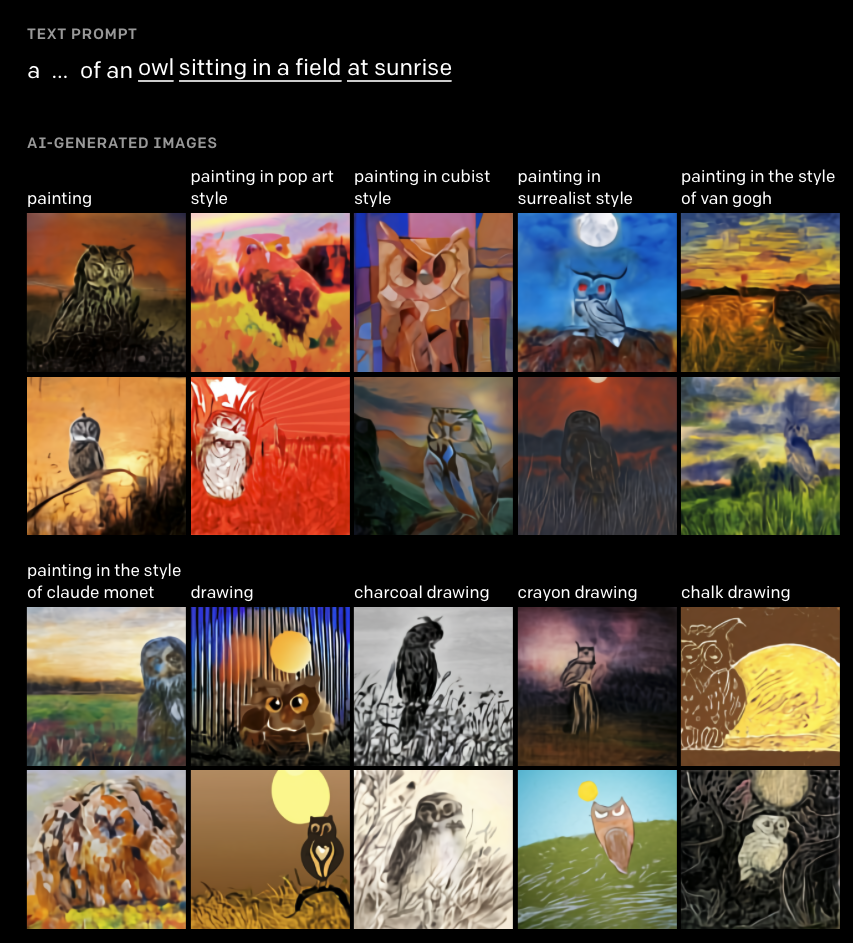 TEXT PROMPT
a ... of an owl sitting in a field at sunrise
AI-GENERATED IMAGES
painting
painting in pop art
style
painting in cubist
style
painting in
surrealist style
painting in the style
of van gogh
painting in the style
of claude monet
drawing
charcoal drawing
crayon drawing
chalk drawing